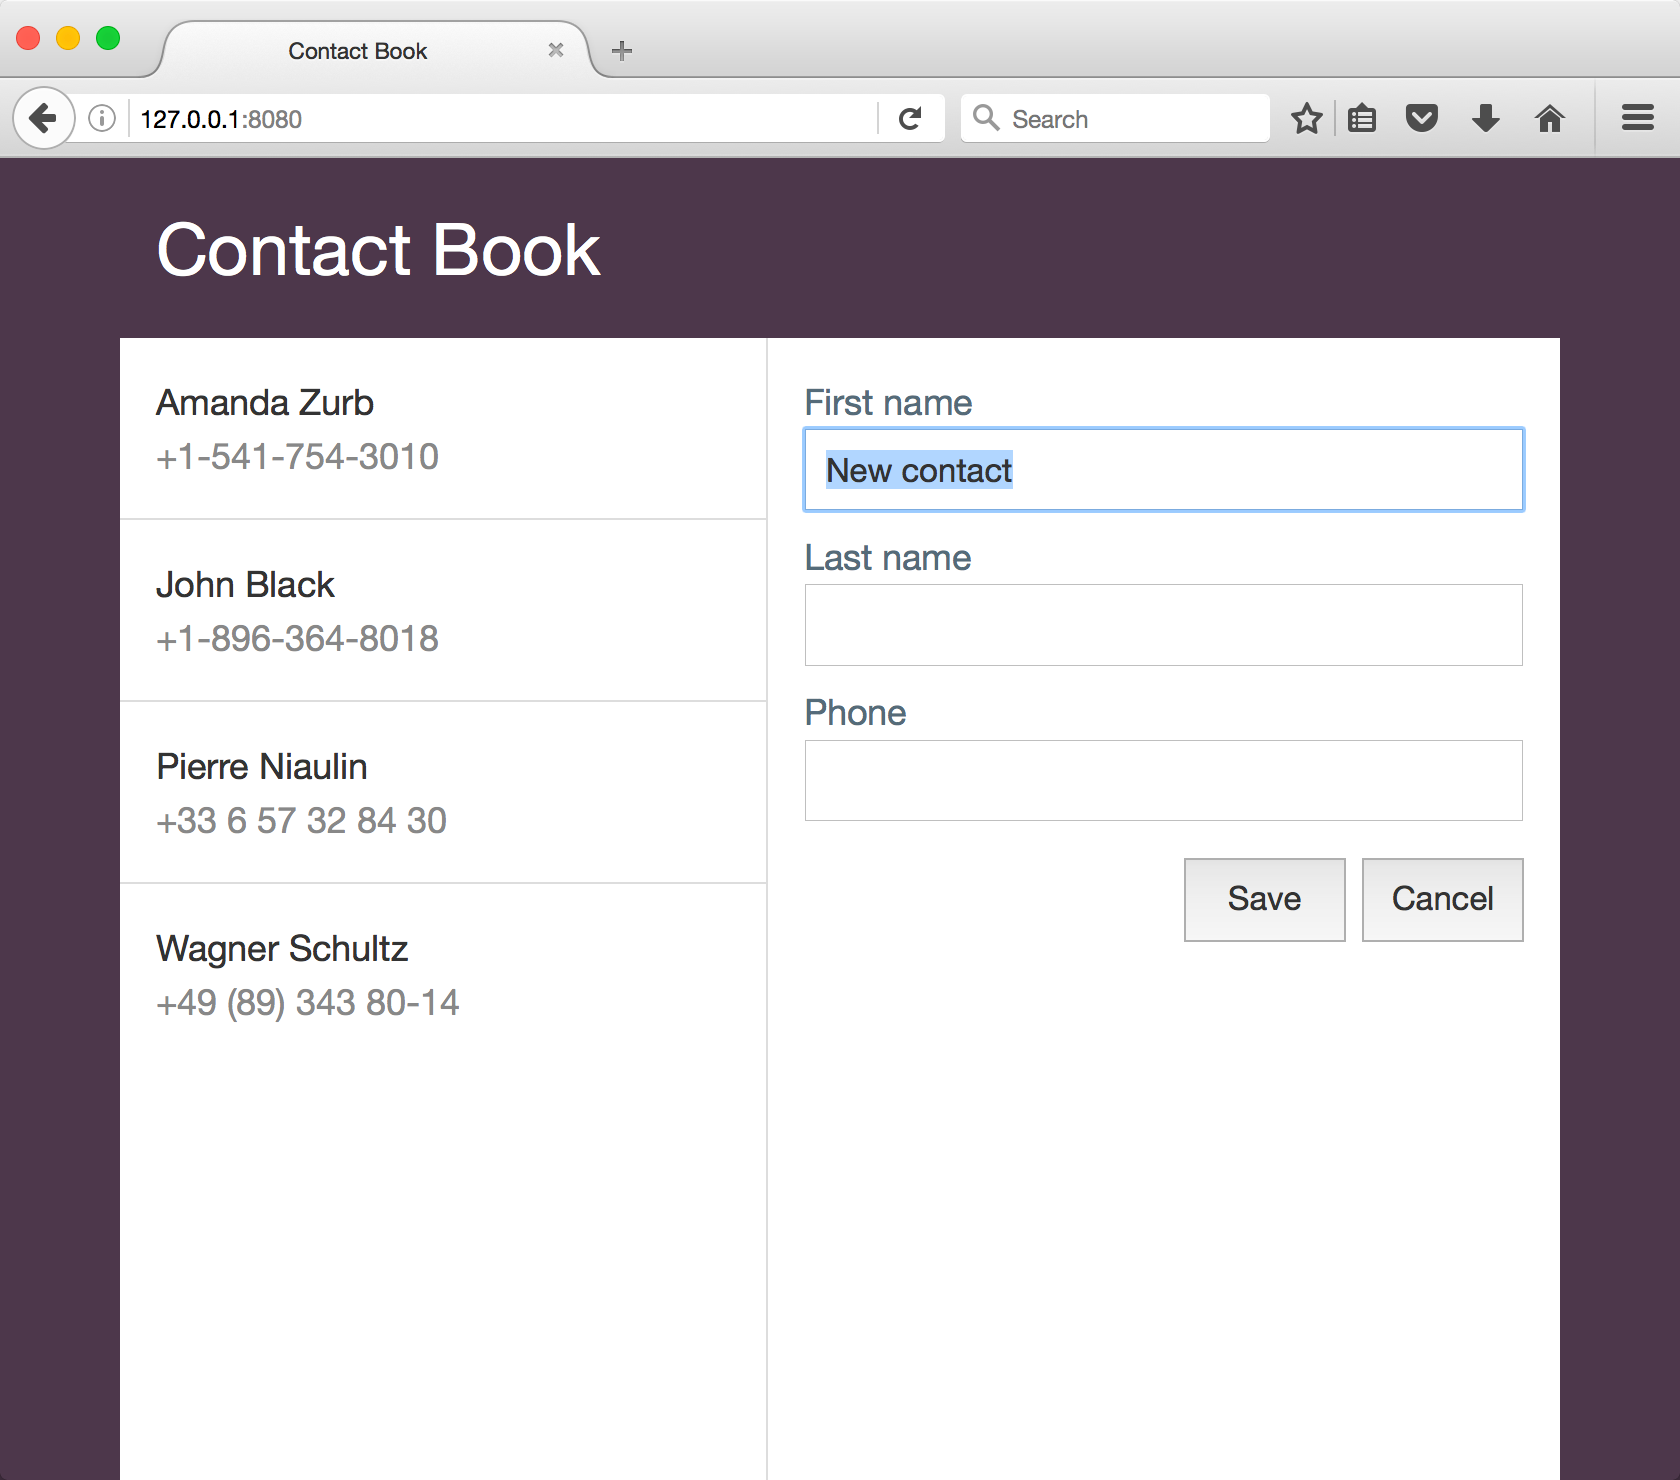 Contact Book
127.0.0.1:8080
Search
Contact Book
Amanda Zurb
+1-541-754-3010
John Black
+1-896-364-8018
Pierre Niaulin
+33 6 57 32 84 30
Wagner Schultz
+49 (89) 343 80-14
First name
New contact
Last name
Phone
Save
Cancel